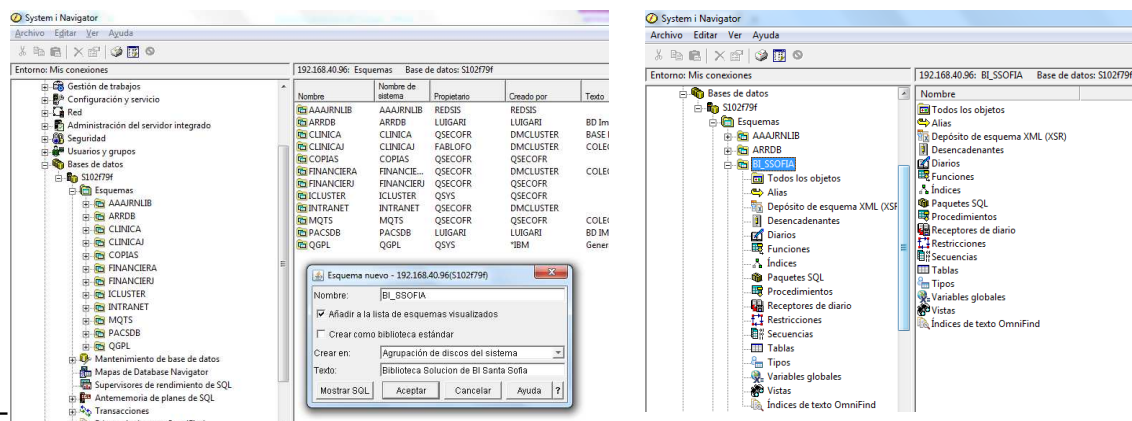 System i Navigator
Archivo Editar Ver Ayuda
Entorno: Mis conexiones
192.168.40.96: Esquemas Base de datos: S102f79f
Gestión de trabajos
Configuración y servicio
Red
Administración del servidor integrado
Seguridad
Usuarios y grupos
Bases de datos
S102f79f
Esquemas
AAAJRNLIB
ARRDB
CLINICA
CLINICAJ
COPIAS
FINANCIERA
FINANCIERJ
ICLUSTER
INTRANET
MQTS
PACSDB
QGPL
Mantenimiento de base de datos
Mapas de Database Navigator
Supervisores de rendimiento de SQL
Antememoria de planes de SQL
Transacciones
Nombre Nombre de sistema Propietario Creado por Texto
AAAJRNLIB AAAJRNLIB REDSIS REDSIS
ARRDB ARRDB LUIGARI LUIGARI BD Im
CLINICA CLINICA QSECOFR DMCLUSTER BASE I
CLINICAJ CLINICAJ FABLOFO DMCLUSTER COLEC
COPIAS COPIAS QSECOFR QSECOFR
FINANCIERA FINANCIE... QSECOFR DMCLUSTER COLEC
FINANCIERJ FINANCIERJ QSECOFR QSECOFR
ICLUSTER ICLUSTER QSYS QSECOFR
INTRANET INTRANET QSECOFR DMCLUSTER
MQTS MQTS QSECOFR QSECOFR COLEC
PACSDB PACSDB LUIGARI LUIGARI BD IM
QGPL QGPL QSYS *IBM Gener
Esquema nuevo - 192.168.40.96(S102f79f)
Nombre: BI_SSOFIA
Añadir a la lista de esquemas visualizados
Crear como biblioteca estándar
Crear en: Agrupación de discos del sistema
Texto: Biblioteca Solucion de BI Santa Sofia
Mostrar SQL Aceptar Cancelar Ayuda ?
System i Navigator
Archivo Editar Ver Ayuda
Entorno: Mis conexiones
192.168.40.96: BI_SSOFIA Base de datos: S102f79f
Bases de datos
S102f79f
Esquemas
AAAJRNLIB
ARRDB
BI_SSOFIA
Todos los objetos
Alias
Depósito de esquema XML (XSF
Desencadenantes
Diarios
Funciones
Índices
Paquetes SQL
Procedimientos
Receptores de diario
Restricciones
Secuencias
Tablas
Tipos
Variables globales
Vistas
Índices de texto OmniFind
Nombre
Todos los objetos
Alias
Depósito de esquema XML (XSR)
Desencadenantes
Diarios
Funciones
Índices
Paquetes SQL
Procedimientos
Receptores de diario
Restricciones
Secuencias
Tablas
Tipos
Variables globales
Vistas
Índices de texto OmniFind